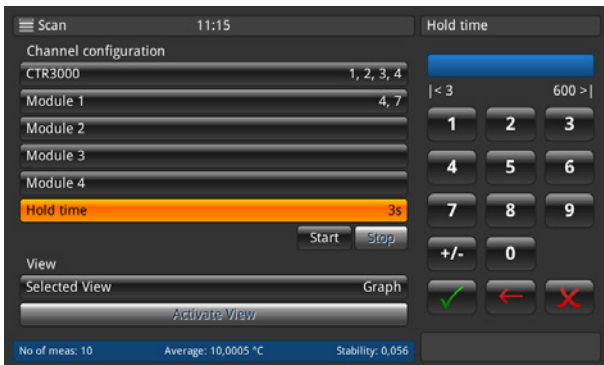 Scan 11:15
Channel configuration
CTR3000 1, 2, 3, 4
Module 1 4, 7
Module 2
Module 3
Module 4
Hold time 3s
Start Stop
View
Selected View Graph
Activate View
No of meas: 10 Average: 10,0005 °C Stability: 0,056
Hold time
|< 3 600 >|
1 2 3
4 5 6
7 8 9
+/- 0